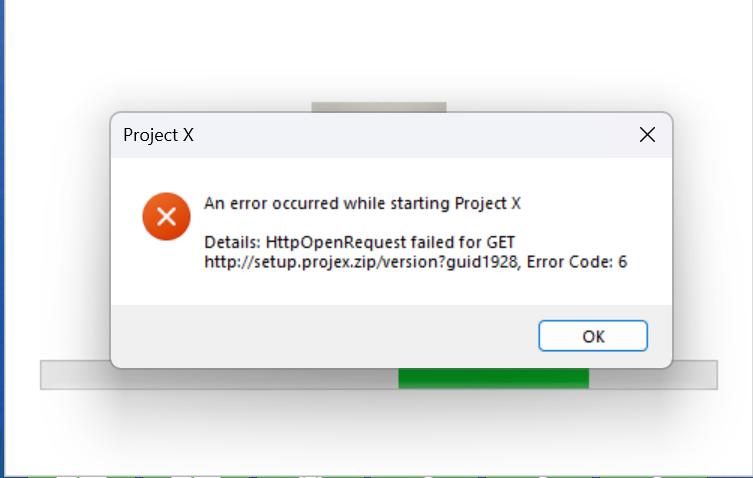 Project X
An error occurred while starting Project X
Details: HttpOpenRequest failed for GET
http://setup.projex.zip/version?guid1928, Error Code: 6
OK